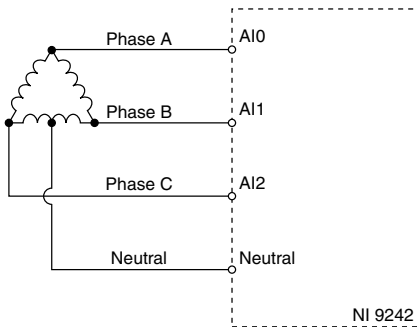 Phase A
AI0
Phase B
AI1
Phase C
AI2
Neutral
Neutral
NI 9242